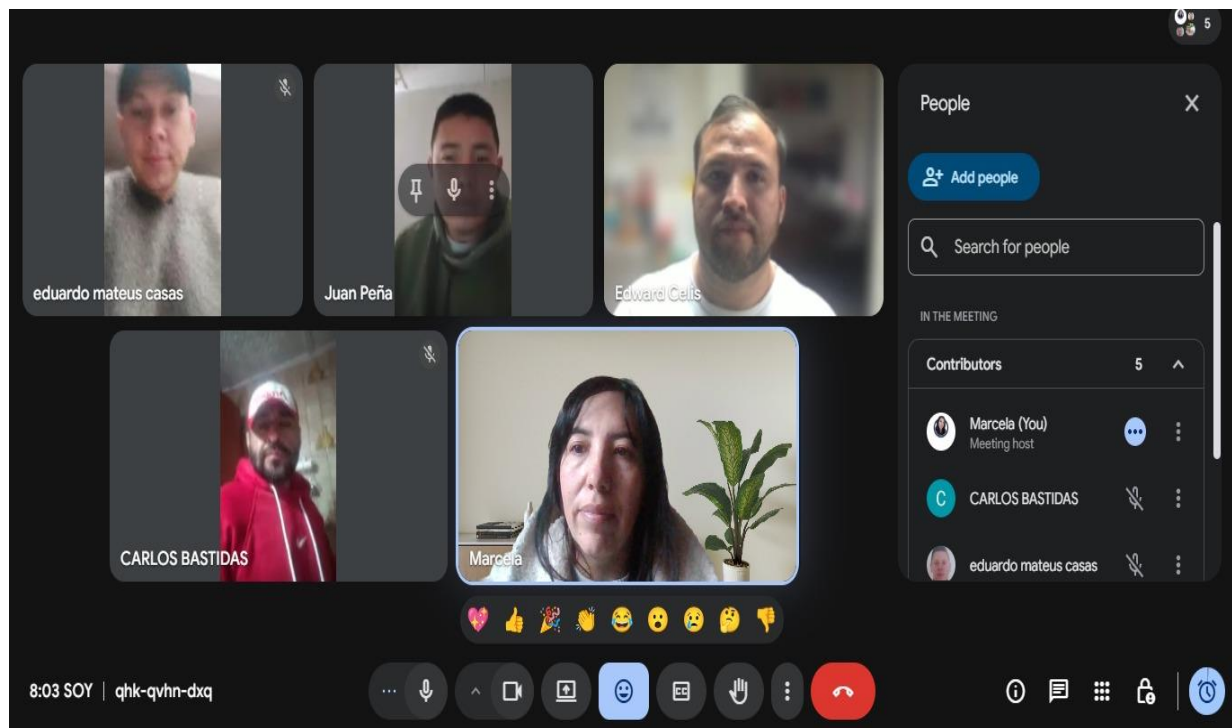 5
People
Add people
Search for people
IN THE MEETING
Contributors 5
Marcela (You)
Meeting host
C CARLOS BASTIDAS
eduardo mateus casas
eduardo mateus casas
Juan Peña
Edward Celis
CARLOS BASTIDAS
Marcela
8:03 SOY | qhk-qvhn-dxq
CC